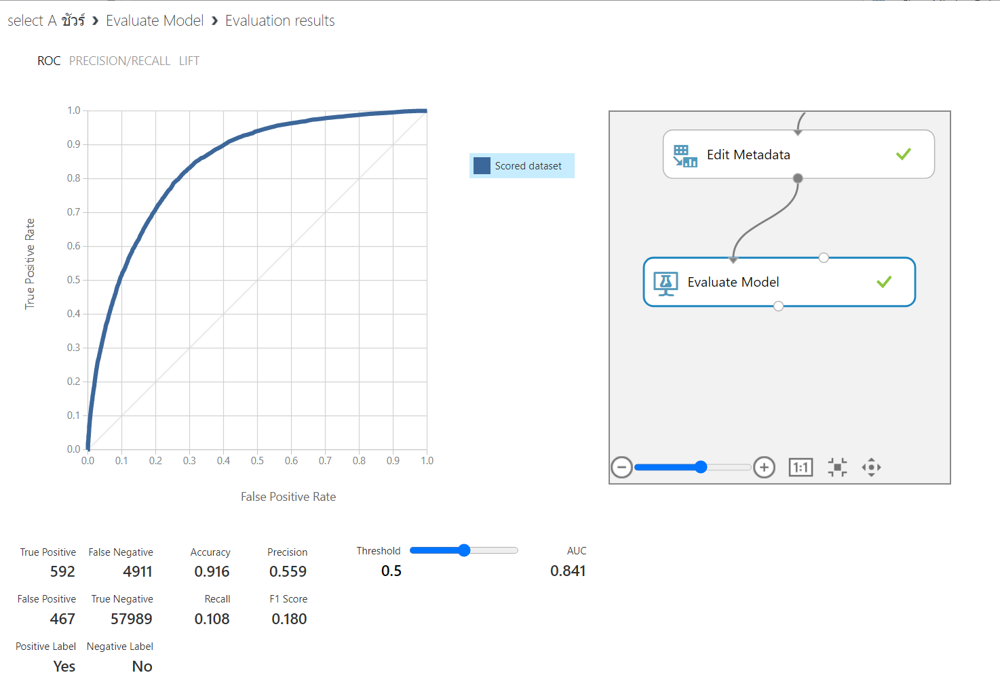 select A ชัวร์ › Evaluate Model › Evaluation results
ROC PRECISION/RECALL LIFT
True Positive Rate
1.0
0.9
0.8
0.7
0.6
0.5
0.4
0.3
0.2
0.1
0.0
0.0 0.1 0.2 0.3 0.4 0.5 0.6 0.7 0.8 0.9 1.0
False Positive Rate
Scored dataset
Edit Metadata
Evaluate Model
1:1
True Positive False Negative Accuracy Precision Threshold AUC
592 4911 0.916 0.559 0.5 0.841
False Positive True Negative Recall F1 Score
467 57989 0.108 0.180
Positive Label Negative Label
Yes No